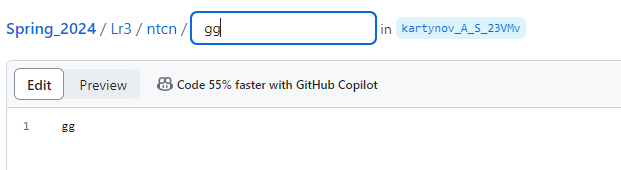 Spring_2024 / Lr3 / ntcn / gg in kartynov_A_S_23VMv
Edit Preview Code 55% faster with GitHub Copilot
1 gg